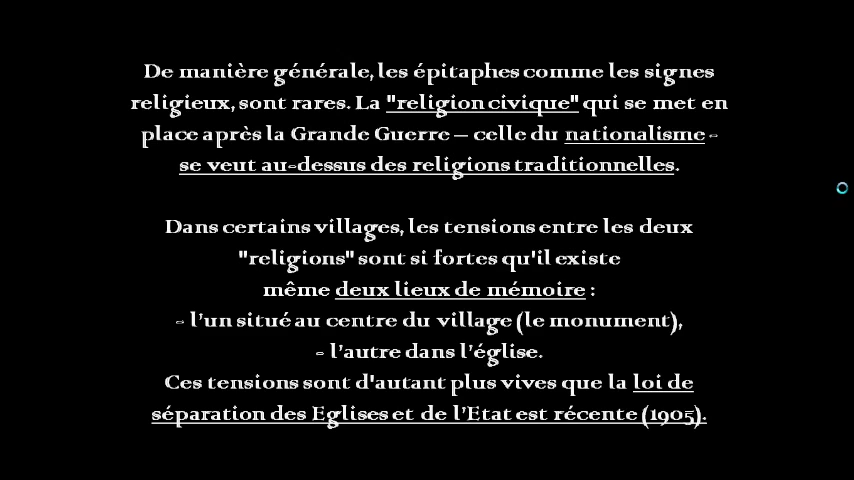 De manière générale, les épitaphes comme les signes
religieux, sont rares. La "religion civique" qui se met en
place après la Grande Guerre – celle du nationalisme -
se veut au-dessus des religions traditionnelles.
Dans certains villages, les tensions entre les deux
"religions" sont si fortes qu'il existe
même deux lieux de mémoire :
- l’un situé au centre du village (le monument),
- l’autre dans l’église.
Ces tensions sont d'autant plus vives que la loi de
séparation des Eglises et de l’Etat est récente (1905).